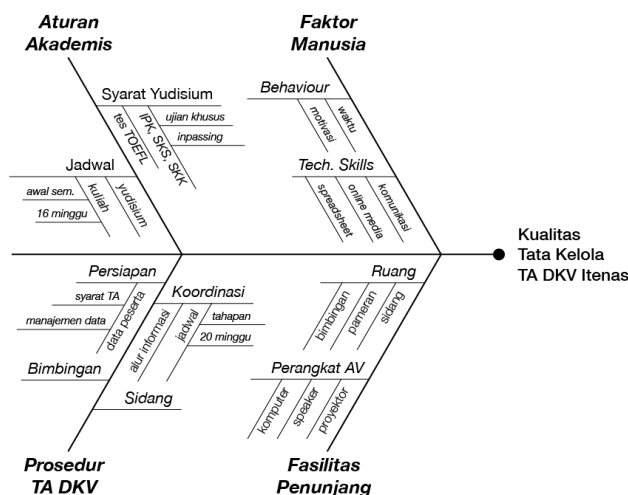 Aturan
Akademis
Faktor
Manusia
Syarat Yudisium
tes TOEFL
IPK, SKS, SKK
ujian khusus
inpassing
Jadwal
awal sem.
16 minggu
kuliah
yudisium
Behaviour
motivasi
waktu
Tech. Skills
spreadsheet
online media
komunikasi
Kualitas
Tata Kelola
TA DKV Itenas
Persiapan
syarat TA
manajemen data
data peserta
Koordinasi
alur informasi
jadwal
tahapan
20 minggu
Bimbingan
Sidang
Ruang
bimbingan
pameran
sidang
Perangkat AV
komputer
speaker
proyektor
Prosedur
TA DKV
Fasilitas
Penunjang